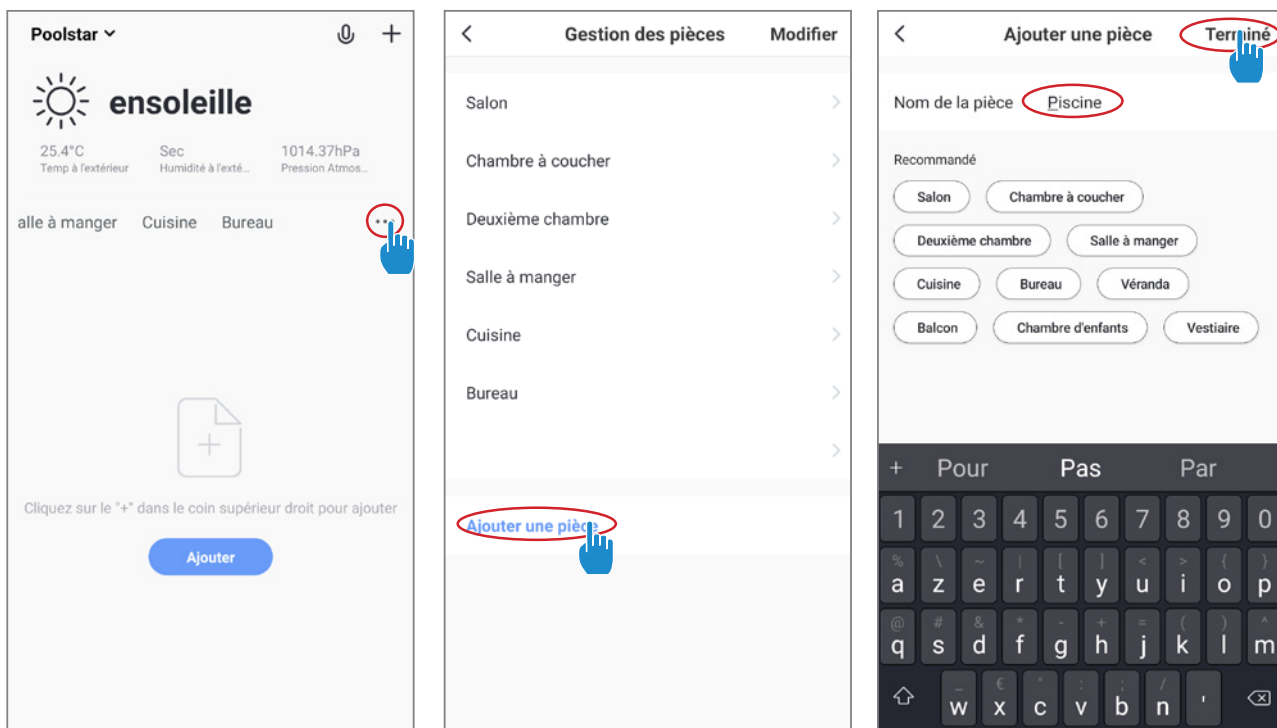 Poolstar
ensoleille
25.4°C Sec 1014.37hPa
Temp à l'extérieur Humidité à l'exté... Pression Atmos...
alle à manger Cuisine Bureau
Cliquez sur le "+" dans le coin supérieur droit pour ajouter
Ajouter
Gestion des pièces Modifier
Salon
Chambre à coucher
Deuxième chambre
Salle à manger
Cuisine
Bureau
Ajouter une pièce
Ajouter une pièce Terminé
Nom de la pièce Piscine
Recommandé
Salon Chambre à coucher
Deuxième chambre Salle à manger
Cuisine Bureau Véranda
Balcon Chambre d'enfants Vestiaire
+ Pour Pas Par
1 2 3 4 5 6 7 8 9 0
% \ ~ | [ ] < > { }
a z e r t y u i o p
@ # & * - + = ( ) ^
q s d f g h j k l m
_ € " : ; /
w x c v b n '